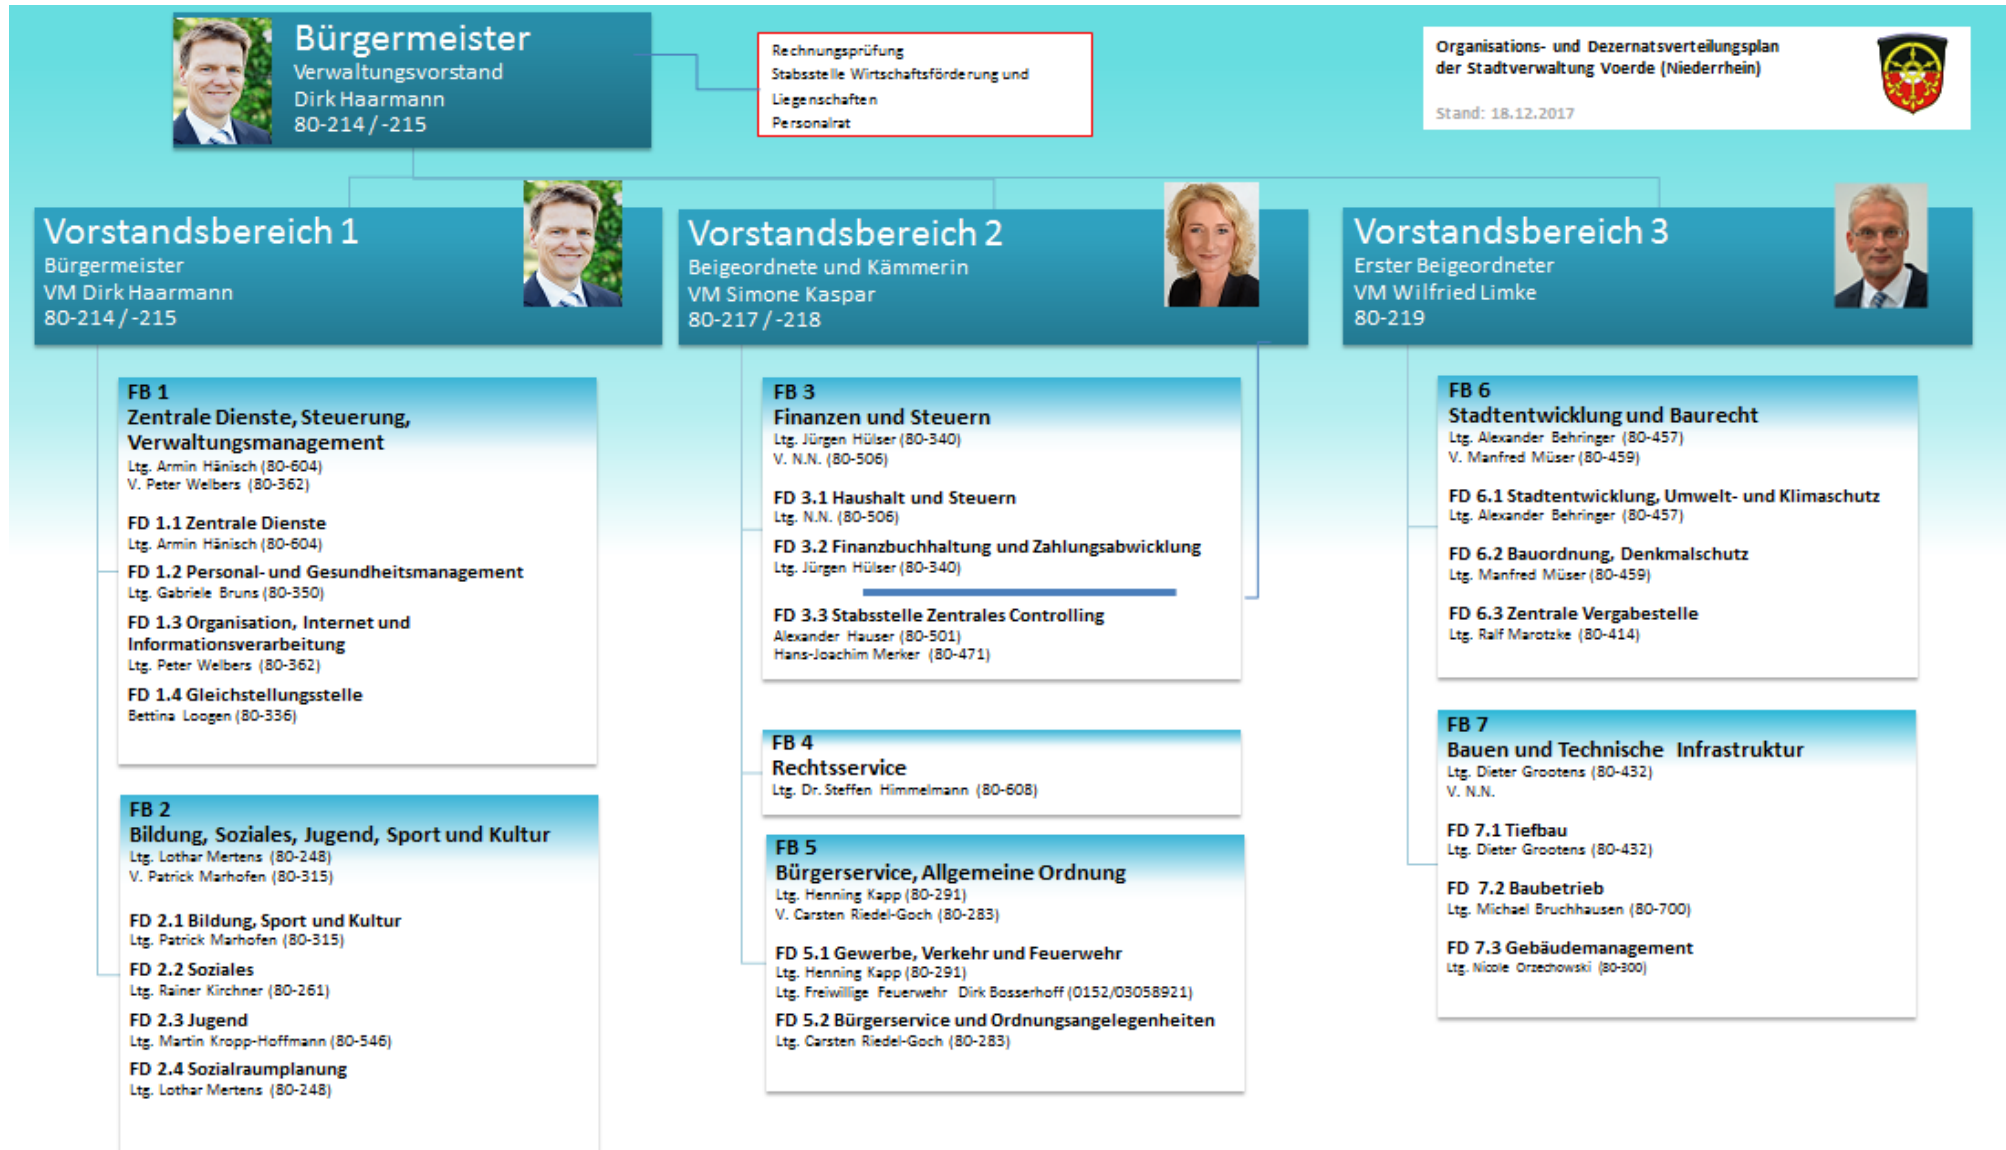 Bürgermeister
Verwaltungsvorstand
Dirk Haarmann
80-214 / -215
Rechnungsprüfung
Stabsstelle Wirtschaftsförderung und
Liegenschaften
Personalrat
Organisations- und Dezernatsverteilungsplan
der Stadtverwaltung Voerde (Niederrhein)
Stand: 18.12.2017
Vorstandsbereich 1
Bürgermeister
VM Dirk Haarmann
80-214 / -215
FB 1
Zentrale Dienste, Steuerung,
Verwaltungsmanagement
Ltg. Armin Hänisch (80-604)
V. Peter Welbers (80-362)
FD 1.1 Zentrale Dienste
Ltg. Armin Hänisch (80-604)
FD 1.2 Personal- und Gesundheitsmanagement
Ltg. Gabriele Bruns (80-350)
FD 1.3 Organisation, Internet und
Informationsverarbeitung
Ltg. Peter Welbers (80-362)
FD 1.4 Gleichstellungsstelle
Bettina Loogen (80-336)
FB 2
Bildung, Soziales, Jugend, Sport und Kultur
Ltg. Lothar Mertens (80-248)
V. Patrick Marhofen (80-315)
FD 2.1 Bildung, Sport und Kultur
Ltg. Patrick Marhofen (80-315)
FD 2.2 Soziales
Ltg. Rainer Kirchner (80-261)
FD 2.3 Jugend
Ltg. Martin Kropp-Hoffmann (80-546)
FD 2.4 Sozialraumplanung
Ltg. Lothar Mertens (80-248)
Vorstandsbereich 2
Beigeordnete und Kämmerin
VM Simone Kaspar
80-217 / -218
FB 3
Finanzen und Steuern
Ltg. Jürgen Hülser (80-340)
V. N.N. (80-506)
FD 3.1 Haushalt und Steuern
Ltg. N.N. (80-506)
FD 3.2 Finanzbuchhaltung und Zahlungsabwicklung
Ltg. Jürgen Hülser (80-340)
FD 3.3 Stabsstelle Zentrales Controlling
Alexander Hauser (80-501)
Hans-Joachim Merker (80-471)
FB 4
Rechtsservice
Ltg. Dr. Steffen Himmelmann (80-608)
FB 5
Bürgerservice, Allgemeine Ordnung
Ltg. Henning Kapp (80-291)
V. Carsten Riedel-Goch (80-283)
FD 5.1 Gewerbe, Verkehr und Feuerwehr
Ltg. Henning Kapp (80-291)
Ltg. Freiwillige Feuerwehr Dirk Bosserhoff (0152/03058921)
FD 5.2 Bürgerservice und Ordnungsangelegenheiten
Ltg. Carsten Riedel-Goch (80-283)
Vorstandsbereich 3
Erster Beigeordneter
VM Wilfried Limke
80-219
FB 6
Stadtentwicklung und Baurecht
Ltg. Alexander Behringer (80-457)
V. Manfred Müser (80-459)
FD 6.1 Stadtentwicklung, Umwelt- und Klimaschutz
Ltg. Alexander Behringer (80-457)
FD 6.2 Bauordnung, Denkmalschutz
Ltg. Manfred Müser (80-459)
FD 6.3 Zentrale Vergabestelle
Ltg. Ralf Marotzke (80-414)
FB 7
Bauen und Technische Infrastruktur
Ltg. Dieter Grootens (80-432)
V. N.N.
FD 7.1 Tiefbau
Ltg. Dieter Grootens (80-432)
FD 7.2 Baubetrieb
Ltg. Michael Bruchhausen (80-700)
FD 7.3 Gebäudemanagement
Ltg. Nicole Orzechowski (80-300)